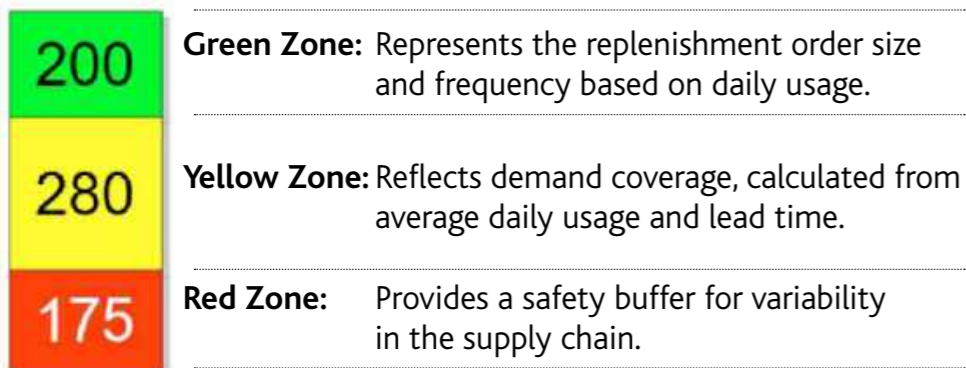 200
Green Zone: Represents the replenishment order size
and frequency based on daily usage.
280
Yellow Zone: Reflects demand coverage, calculated from
average daily usage and lead time.
175
Red Zone: Provides a safety buffer for variability
in the supply chain.